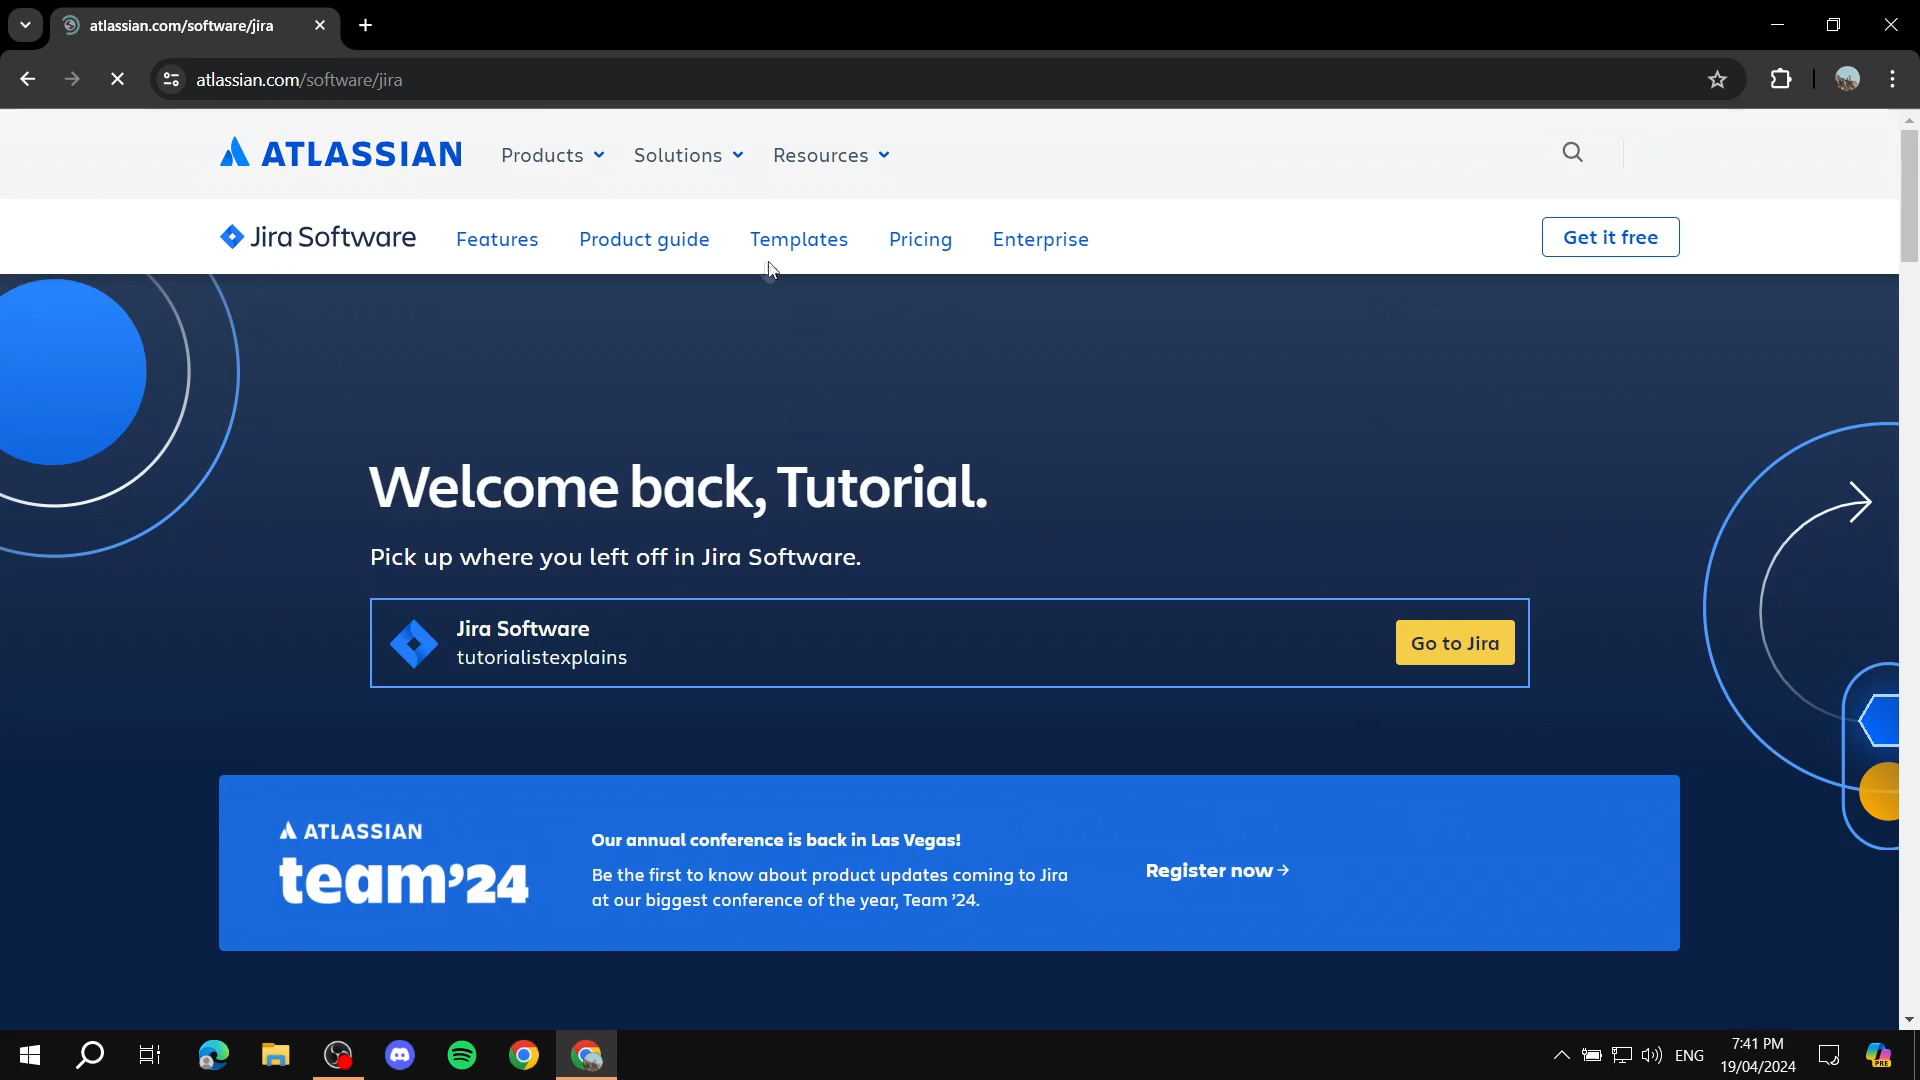 atlassian.com/software/jira
atlassian.com/software/jira
ATLASSIAN Products Solutions Resources
Jira Software Features Product guide Templates Pricing Enterprise Get it free
Welcome back, Tutorial.
Pick up where you left off in Jira Software.
Jira Software
tutorialistexplains
Go to Jira
ATLASSIAN
team'24
Our annual conference is back in Las Vegas!
Be the first to know about product updates coming to Jira
at our biggest conference of the year, Team '24.
Register now →
ENG
7:41 PM
19/04/2024
PRE